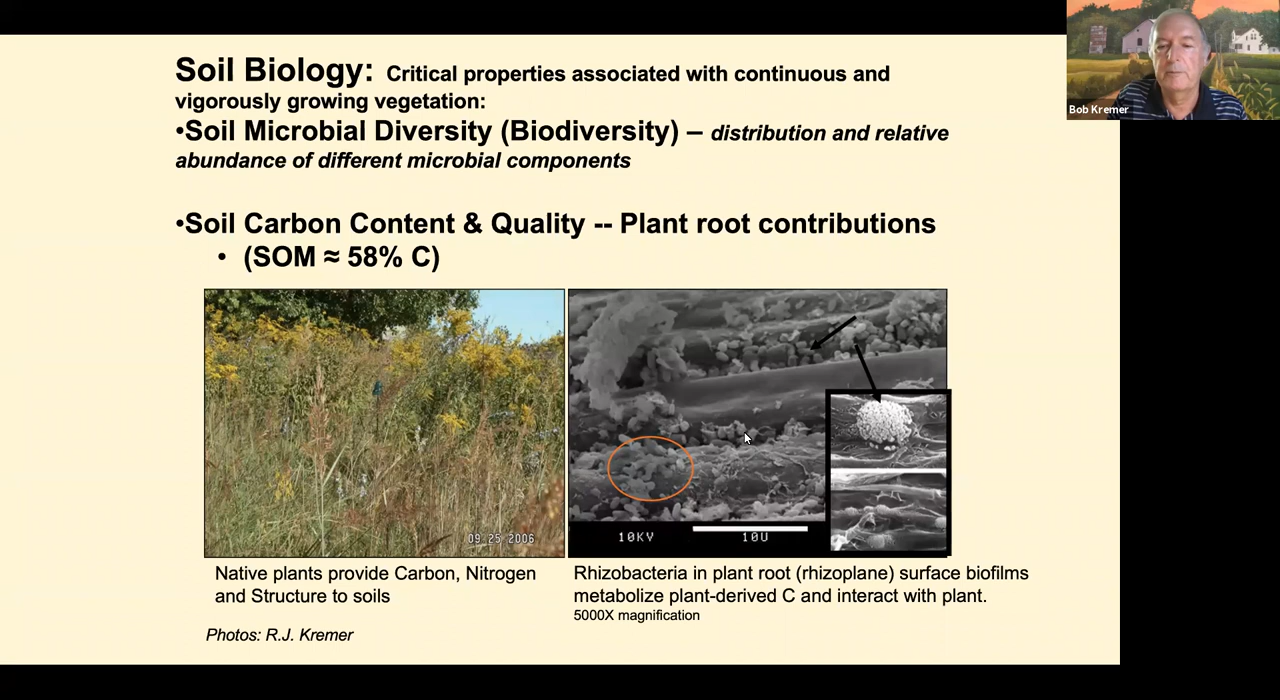 Soil Biology: Critical properties associated with continuous and
vigorously growing vegetation:
•Soil Microbial Diversity (Biodiversity) – distribution and relative
abundance of different microbial components
•Soil Carbon Content & Quality -- Plant root contributions
• (SOM ≈ 58% C)
09 25 2006
10KV 10U
Native plants provide Carbon, Nitrogen
and Structure to soils
Rhizobacteria in plant root (rhizoplane) surface biofilms
metabolize plant-derived C and interact with plant.
5000X magnification
Photos: R.J. Kremer
Bob Kremer